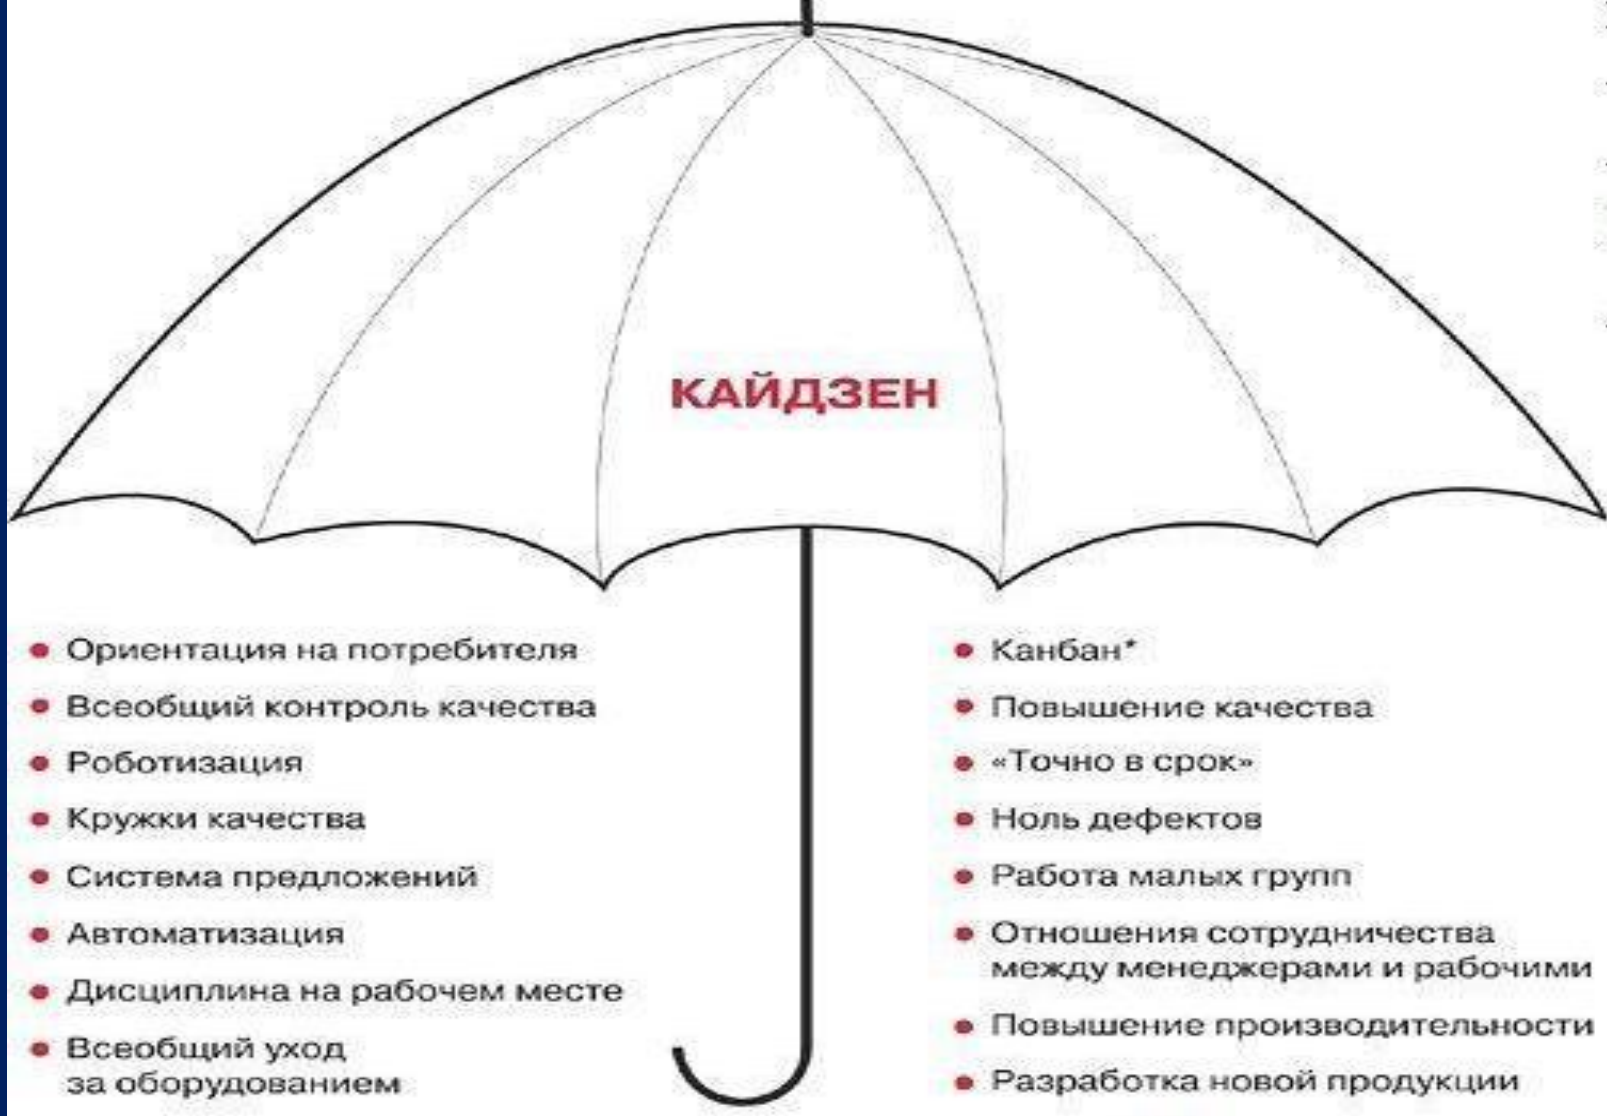 КАЙДЗЕН
Ориентация на потребителя
Всеобщий контроль качества
Роботизация
Кружки качества
Система предложений
Автоматизация
Дисциплина на рабочем месте
Всеобщий уход
за оборудованием
Канбан*
Повышение качества
«Точно в срок»
Ноль дефектов
Работа малых групп
Отношения сотрудничества
между менеджерами и рабочими
Повышение производительности
Разработка новой продукции